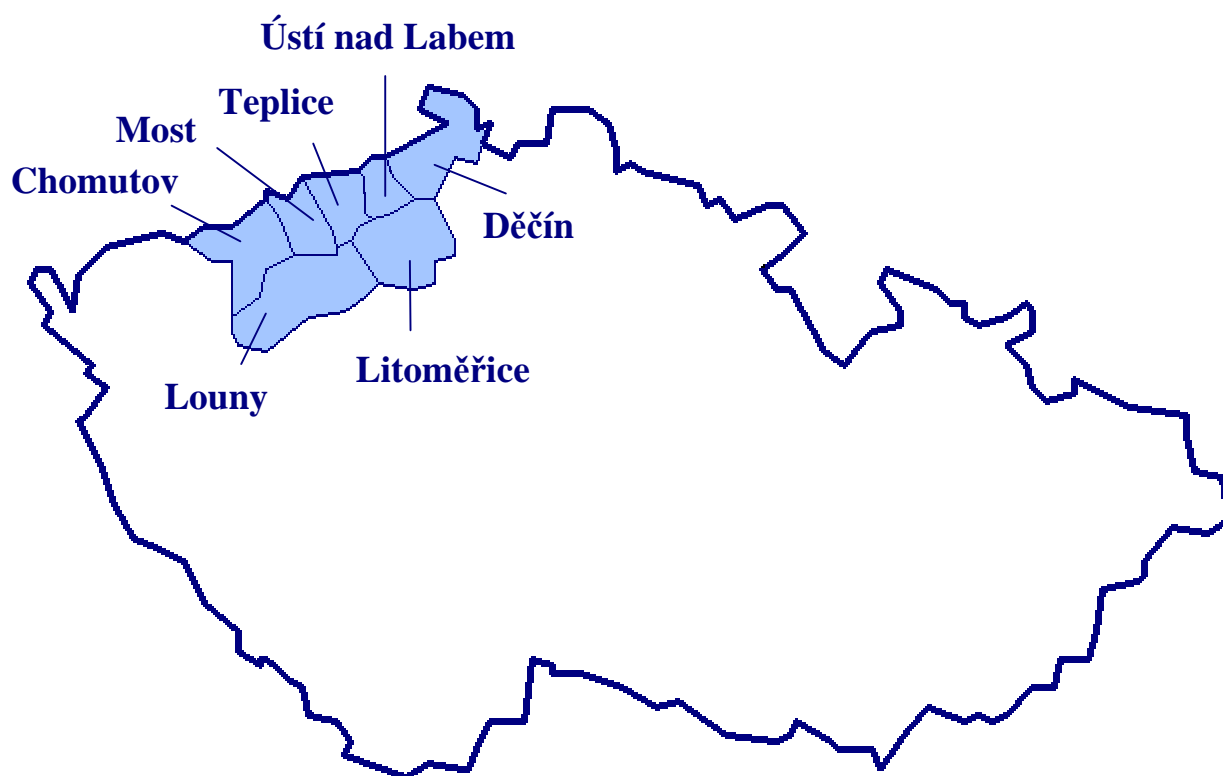 Ústí nad Labem
Teplice
Most
Chomutov
Děčín
Litoměřice
Louny